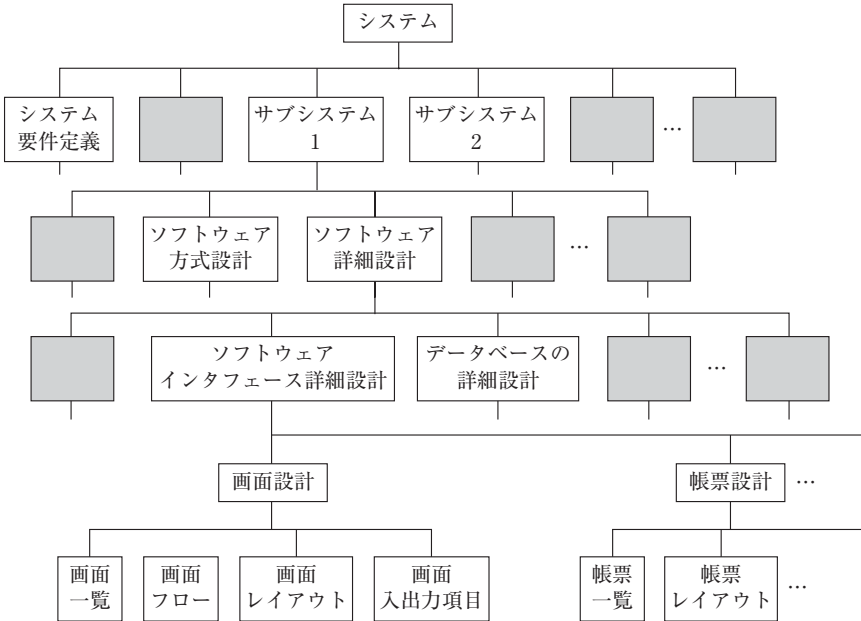 システム
システム
要件定義
サブシステム
1
サブシステム
2
…
ソフトウェア
方式設計
ソフトウェア
詳細設計
…
ソフトウェア
インタフェース詳細設計
データベースの
詳細設計
…
画面設計
帳票設計
…
画面
一覧
画面
フロー
画面
レイアウト
画面
入出力項目
帳票
一覧
帳票
レイアウト
…